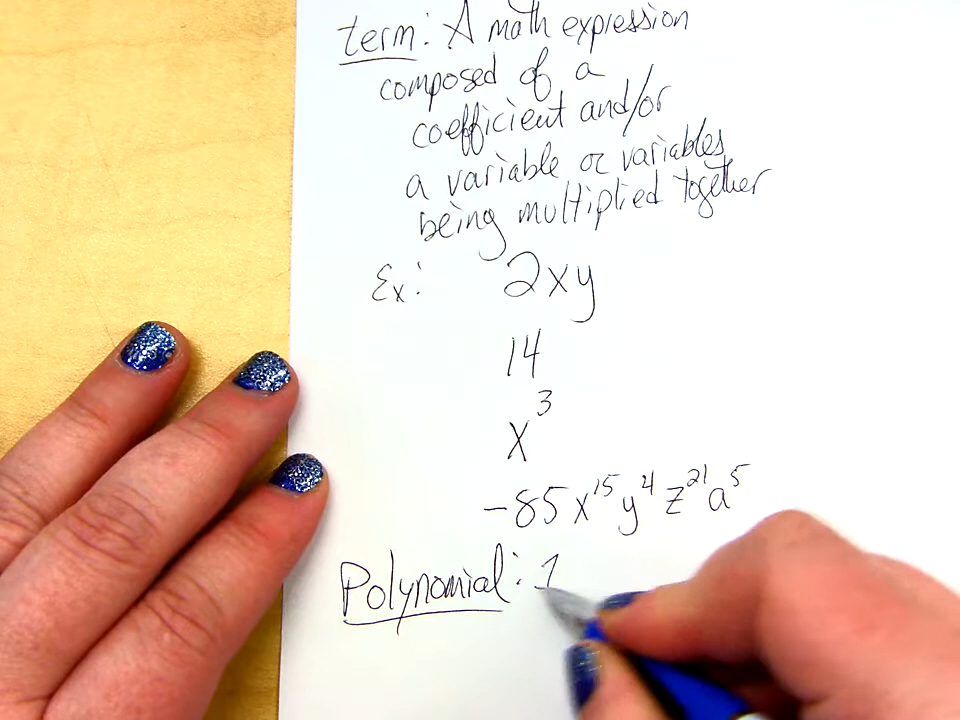 term: A math expression
composed of a
coefficient and/or
a variable or variables
being multiplied together
Ex: 2xy
14
x³
-85x¹⁵y⁴z²¹a⁵
Polynomial: 1